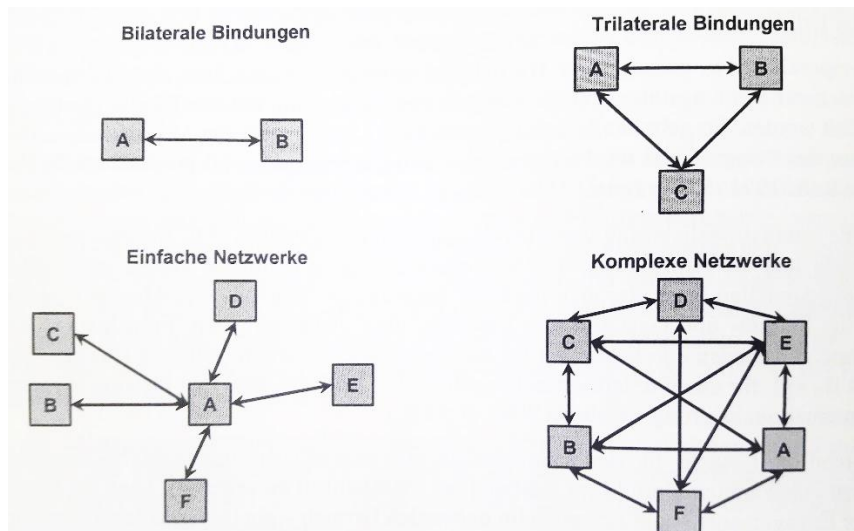 Bilaterale Bindungen
A
B
Trilaterale Bindungen
A
B
C
Einfache Netzwerke
D
C
E
B
A
F
Komplexe Netzwerke
D
C
E
B
A
F